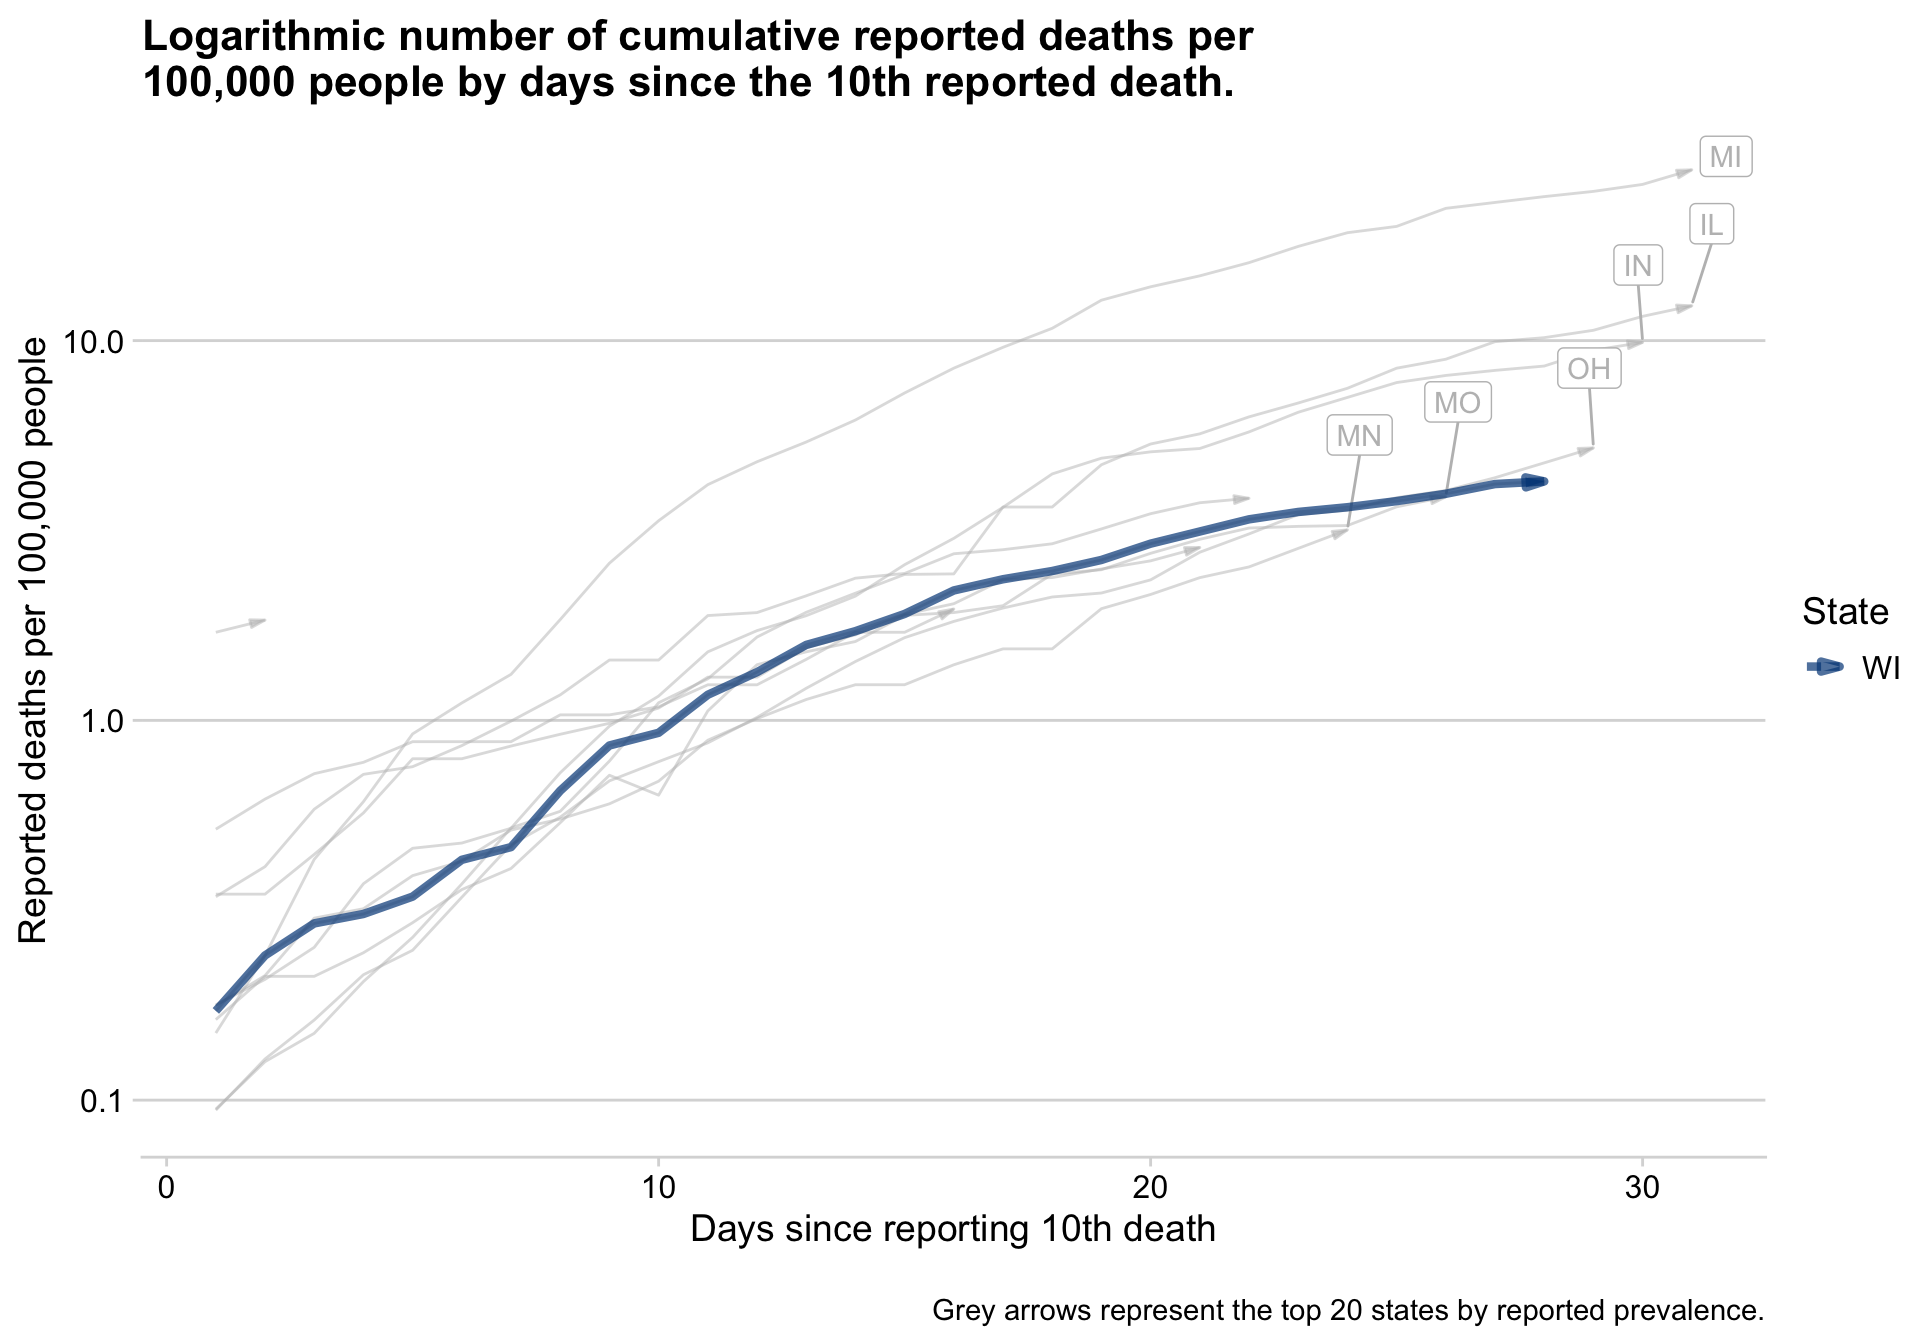 Logarithmic number of cumulative reported deaths per
100,000 people by days since the 10th reported death.
MI
IL
IN
OH
MO
MN
10.0
1.0
0.1
Reported deaths per 100,000 people
State
WI
0
10
20
30
Days since reporting 10th death
Grey arrows represent the top 20 states by reported prevalence.